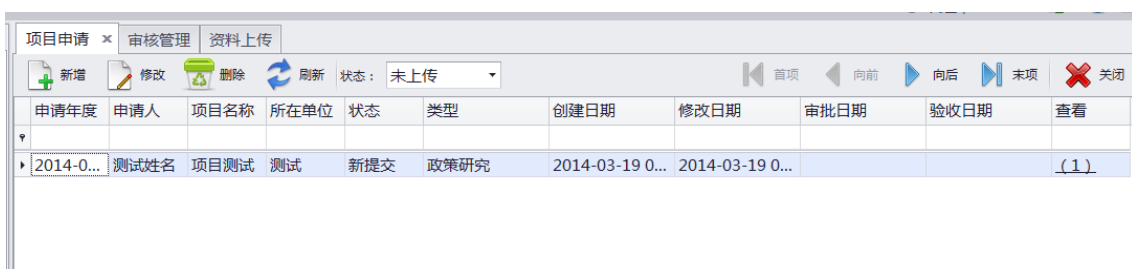 项目申请 × 审核管理 资料上传
新增 修改 删除 刷新 状态： 未上传 首项 向前 向后 末项 关闭
申请年度 申请人 项目名称 所在单位 状态 类型 创建日期 修改日期 审批日期 验收日期 查看
2014-0... 测试姓名 项目测试 测试 新提交 政策研究 2014-03-19 0... 2014-03-19 0... （1）